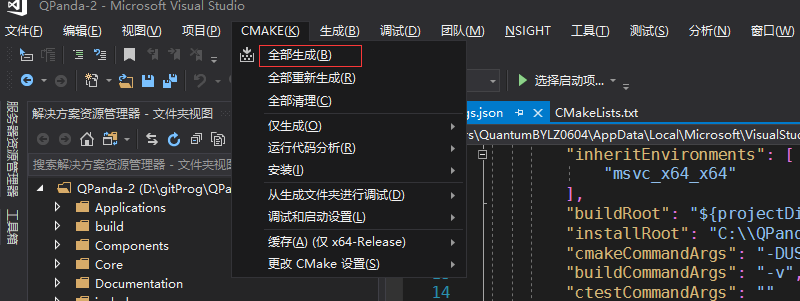 QPanda-2 - Microsoft Visual Studio
文件(F) 编辑(E) 视图(V) 项目(P) CMAKE(K) 生成(B) 调试(D) 团队(M) NSIGHT 工具(T) 测试(S) 分析(N) 窗口(W)
全部生成(B)
全部重新生成(R)
全部清理(C)
仅生成(O)
运行代码分析(R)
安装(I)
从生成文件夹进行调试(D)
调试和启动设置(L)
缓存(A) (仅 x64-Release)
更改 CMake 设置(S)
选择启动项...
服务器资源管理器
工具箱
解决方案资源管理器 - 文件夹视图
搜索解决方案资源管理器 - 文件夹视图
QPanda-2 (D:\gitProg\QPa
Applications
build
Components
Core
Documentation
gs.json CMakeLists.txt
rs\QuantumBYLZ0604\AppData\Local\Microsoft\VisualStud
"inheritEnvironments": [
"msvc_x64_x64"
],
"buildRoot": "${projectDi
"installRoot": "C:\\QPand
"cmakeCommandArgs": "-DUS
"buildCommandArgs": "-v",
14 "ctestCommandArgs": ""